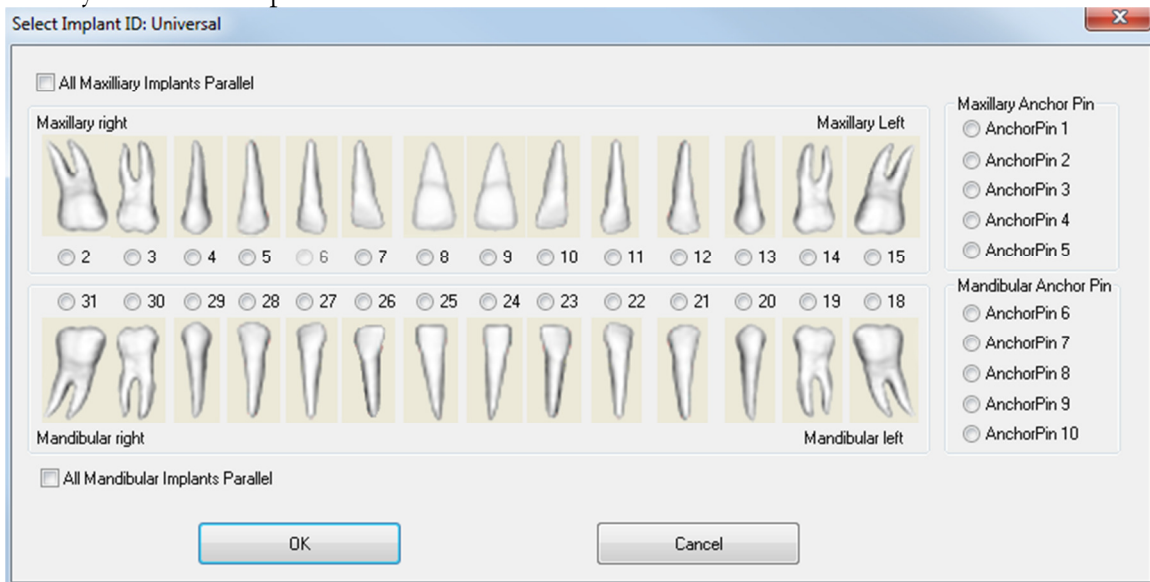 Select Implant ID: Universal
All Maxilliary Implants Parallel
Maxillary right Maxillary Left
2 3 4 5 6 7 8 9 10 11 12 13 14 15
31 30 29 28 27 26 25 24 23 22 21 20 19 18
Mandibular right Mandibular left
All Mandibular Implants Parallel
OK Cancel
Maxillary Anchor Pin
AnchorPin 1
AnchorPin 2
AnchorPin 3
AnchorPin 4
AnchorPin 5
Mandibular Anchor Pin
AnchorPin 6
AnchorPin 7
AnchorPin 8
AnchorPin 9
AnchorPin 10